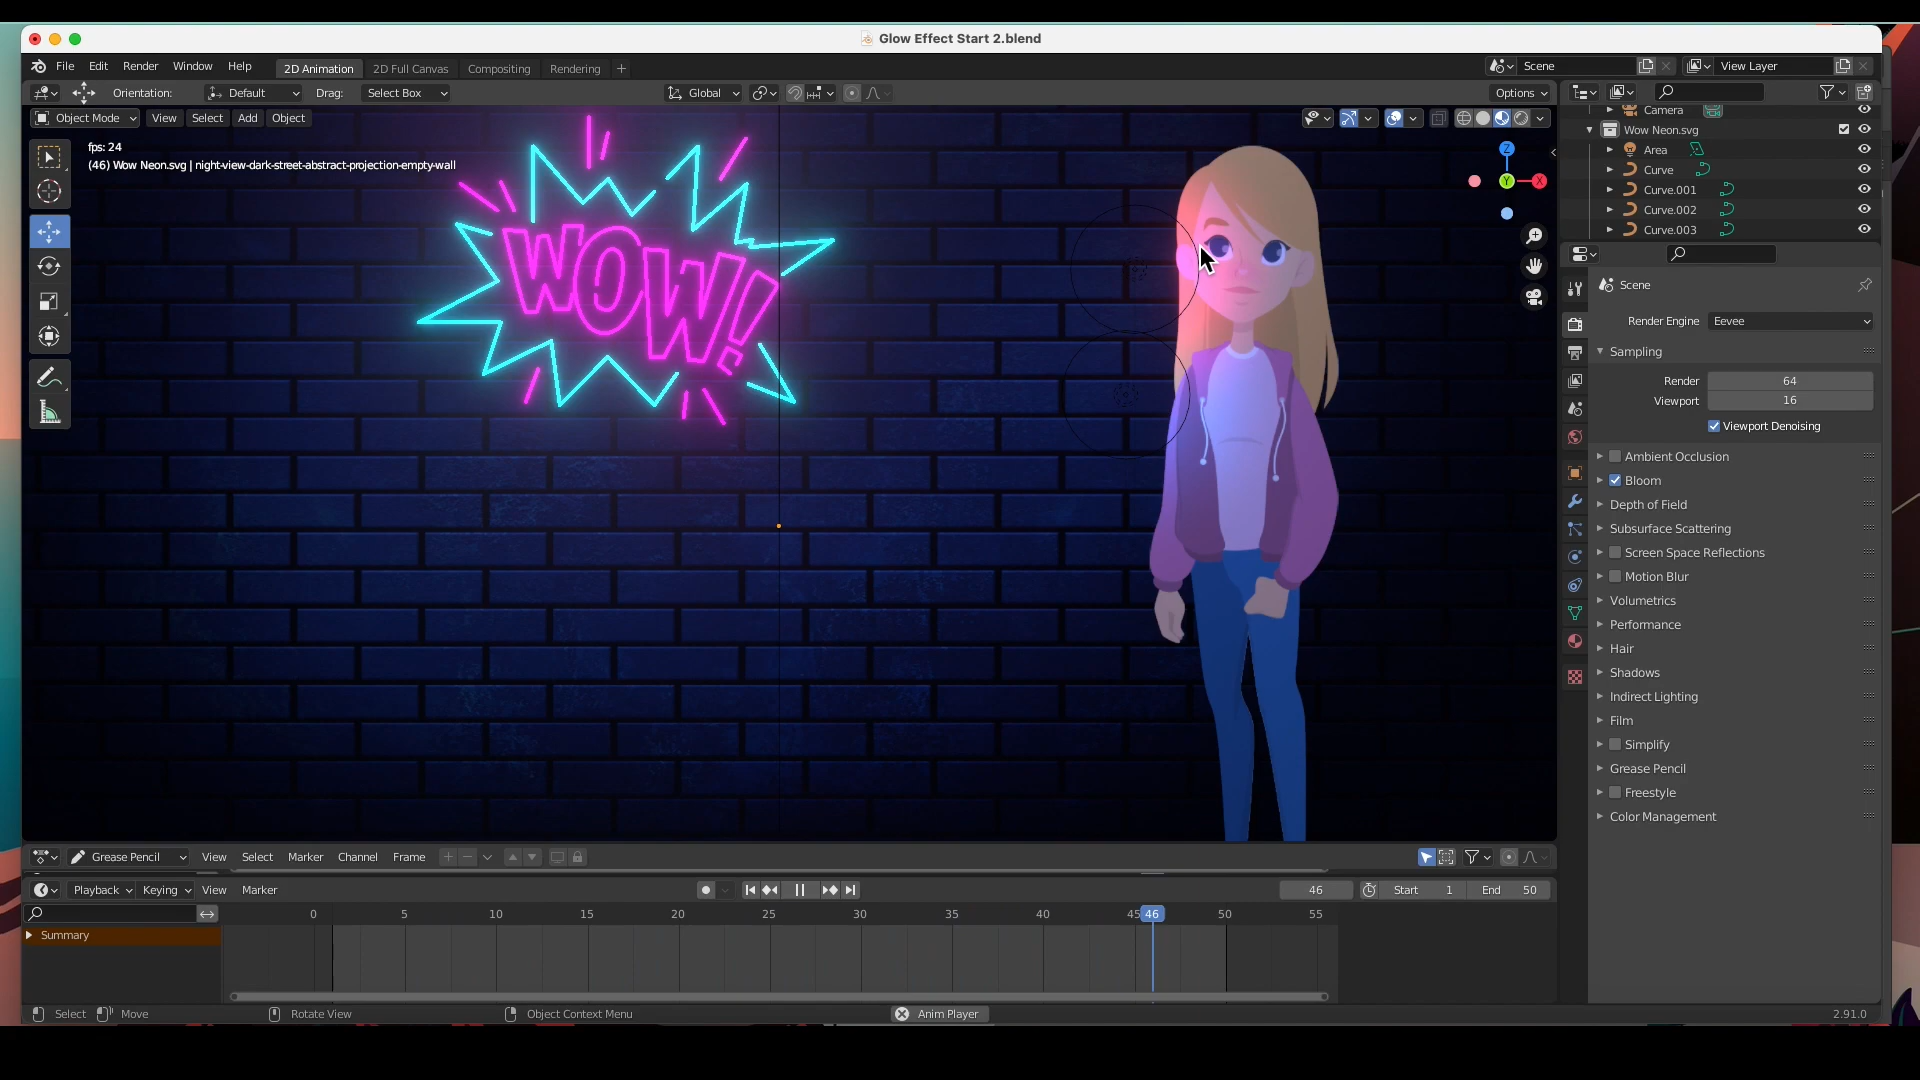 Glow Effect Start 2.blend
File Edit Render Window Help 2D Animation 2D Full Canvas Compositing Rendering + Scene View Layer
Orientation: Default Drag: Select Box Global Options
Object Mode View Select Add Object
fps: 24
(46) Wow Neon.svg | night-view-dark-street-abstract-projection-empty-wall
WOW!
Z
Y
X
Camera
Wow Neon.svg
Area
Curve
Curve.001
Curve.002
Curve.003
Scene
Render Engine Eevee
Sampling
Render 64
Viewport 16
Viewport Denoising
Ambient Occlusion
Bloom
Depth of Field
Subsurface Scattering
Screen Space Reflections
Motion Blur
Volumetrics
Performance
Hair
Shadows
Indirect Lighting
Film
Simplify
Grease Pencil
Freestyle
Color Management
Grease Pencil View Select Marker Channel Frame
Playback Keying View Marker 46 Start 1 End 50
0 5 10 15 20 25 30 35 40 45 46 50 55
Summary
Select Move Rotate View Object Context Menu Anim Player 2.91.0